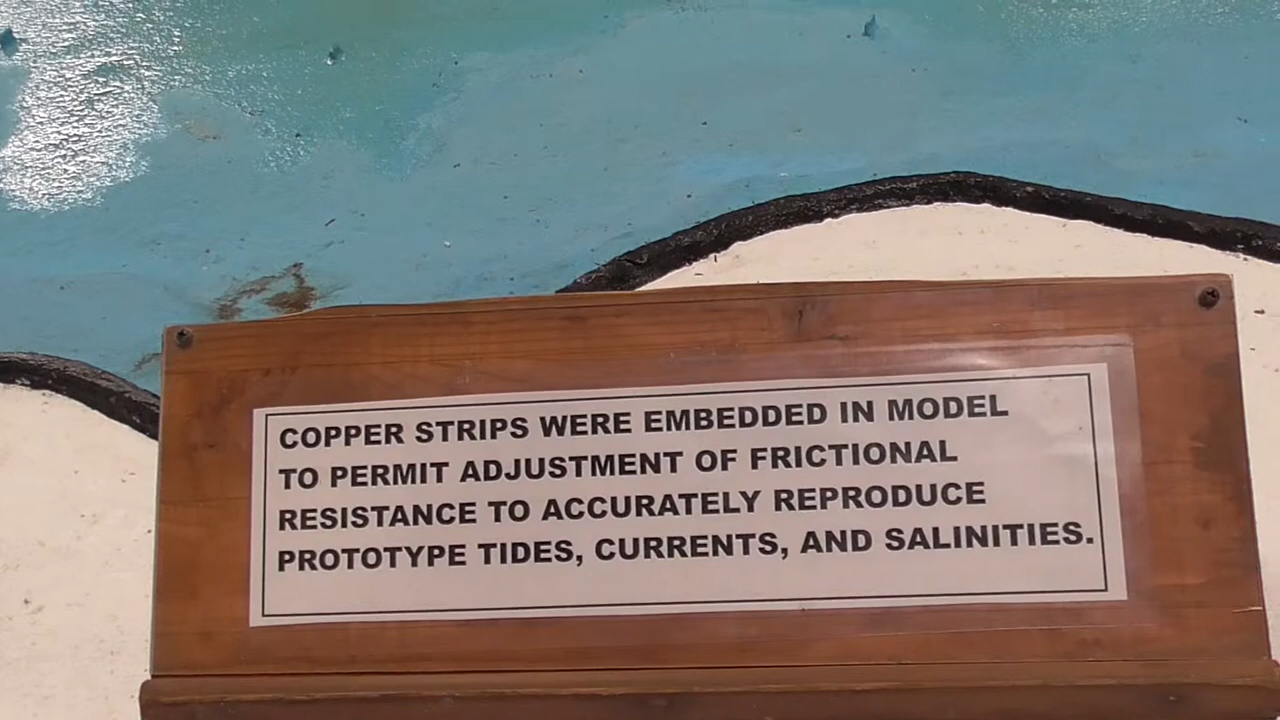 COPPER STRIPS WERE EMBEDDED IN MODEL
TO PERMIT ADJUSTMENT OF FRICTIONAL
RESISTANCE TO ACCURATELY REPRODUCE
PROTOTYPE TIDES, CURRENTS, AND SALINITIES.